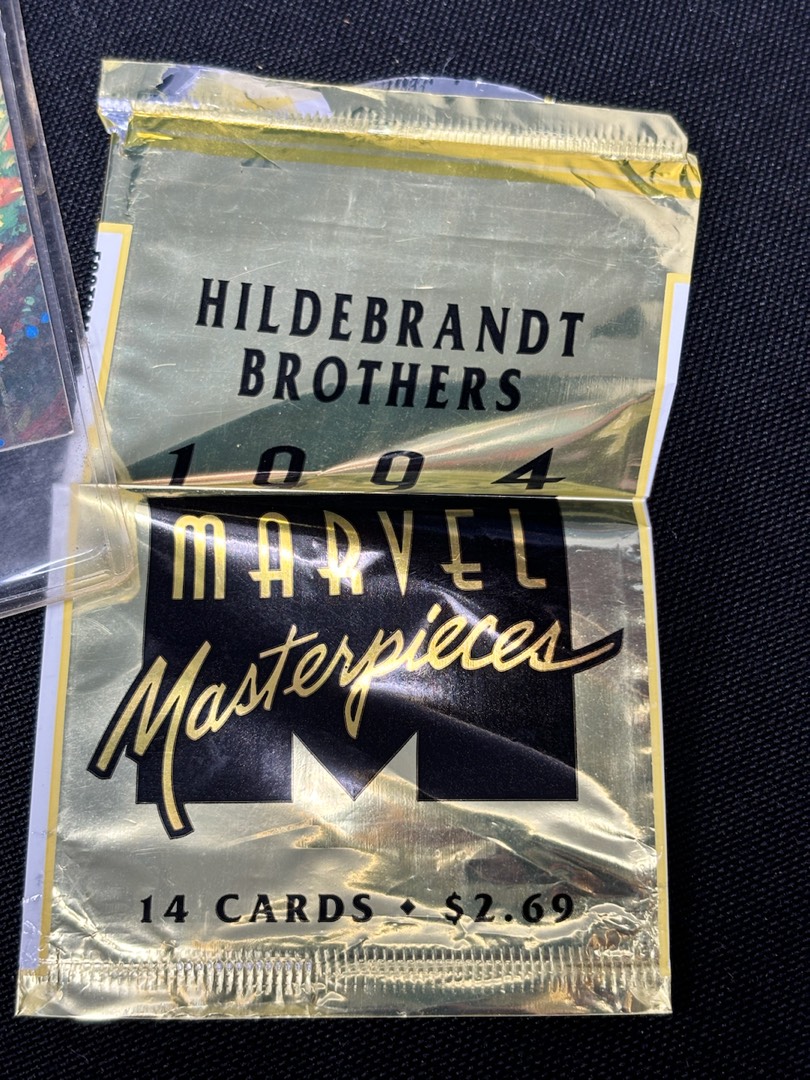 HILDEBRANDT
BROTHERS
1994
MARVEL
Masterpieces
14 CARDS • $2.69